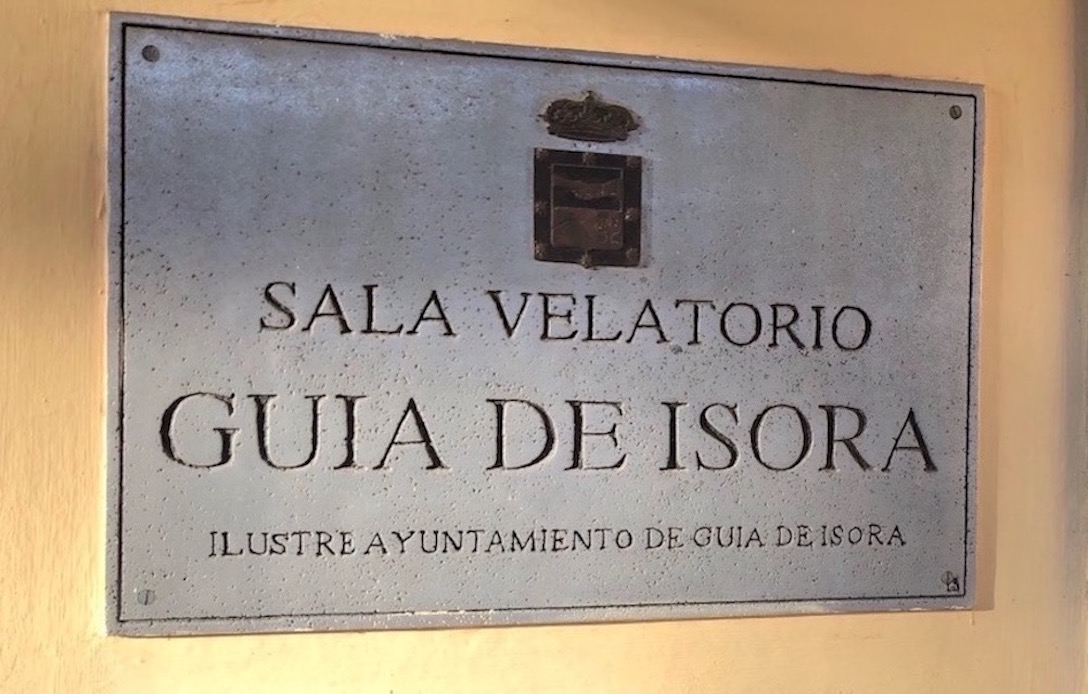 SALA VELATORIO
GUIA DE ISORA
ILUSTRE AYUNTAMIENTO DE GUIA DE ISORA